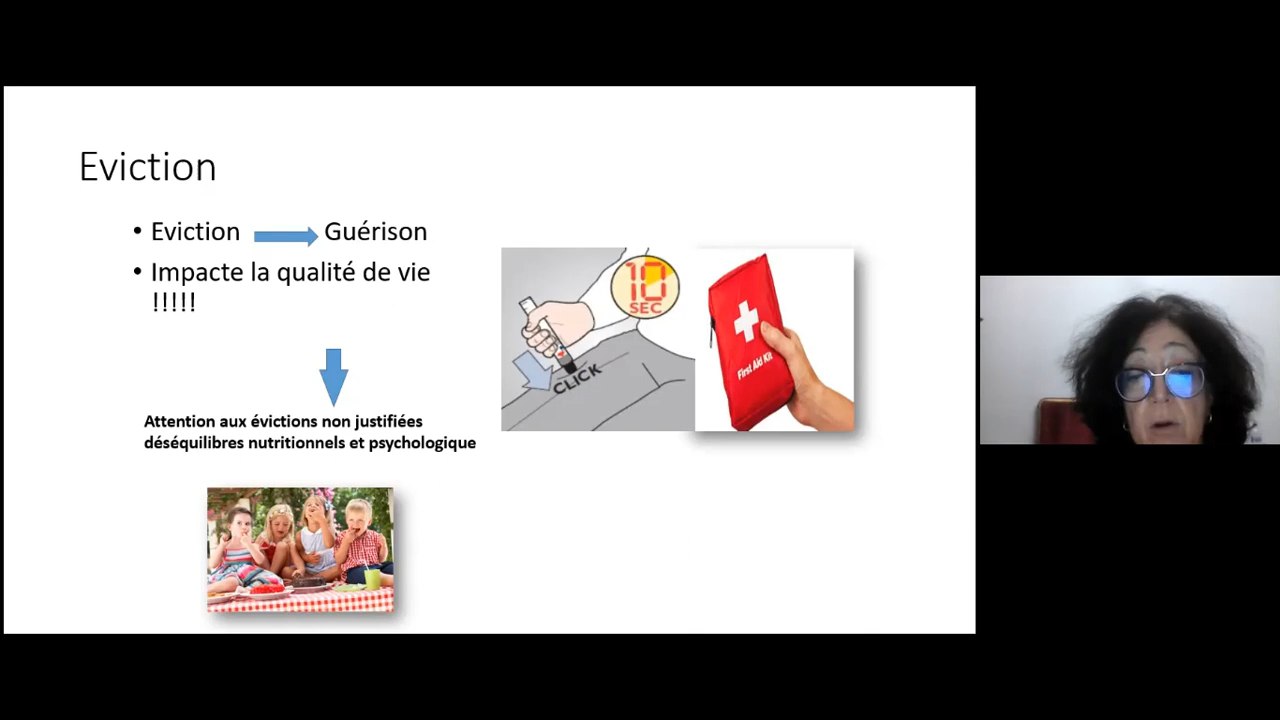 Eviction
• Eviction Guérison
• Impacte la qualité de vie
!!!!!
Attention aux évictions non justifiées
déséquilibres nutritionnels et psychologique
10
SEC
CLICK
First Aid Kit